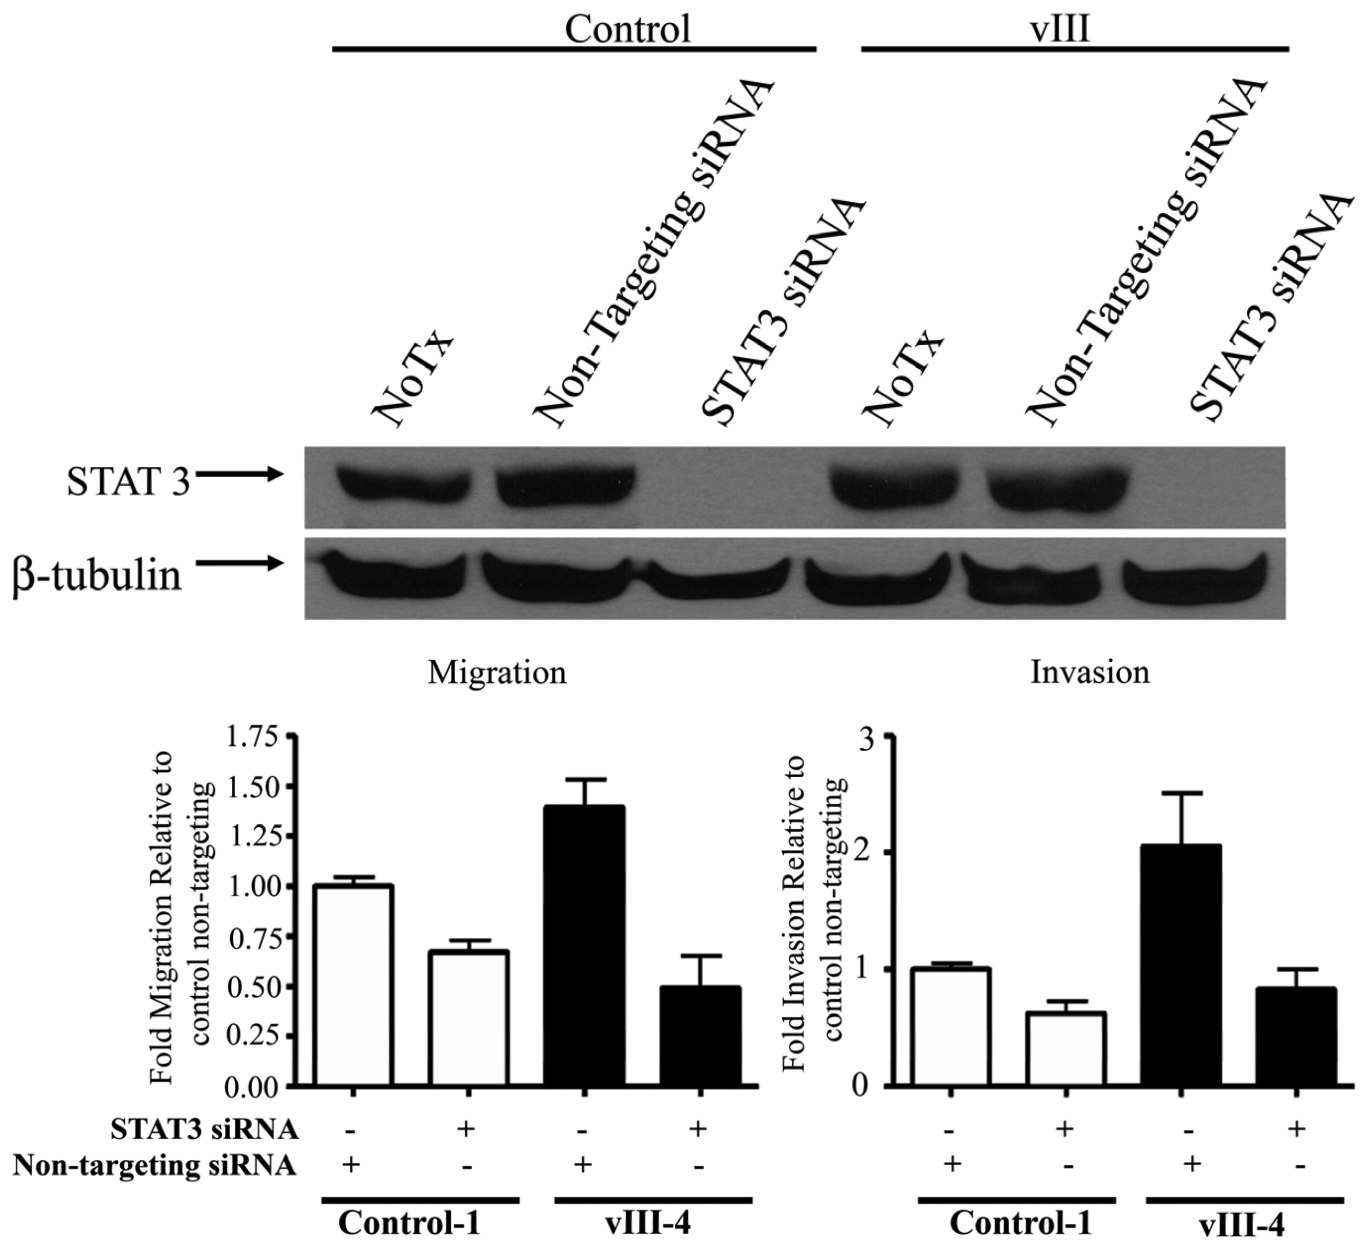 Control vIII
NoTx Non-Targeting siRNA STAT3 siRNA NoTx Non-Targeting siRNA STAT3 siRNA
STAT 3
β-tubulin
Migration
Fold Migration Relative to
control non-targeting
1.75
1.50
1.25
1.00
0.75
0.50
0.25
0.00
Invasion
Fold Invasion Relative to
control non-targeting
3
2
1
0
STAT3 siRNA - + - + - + - +
Non-targeting siRNA + - + - + - + -
Control-1 vIII-4 Control-1 vIII-4